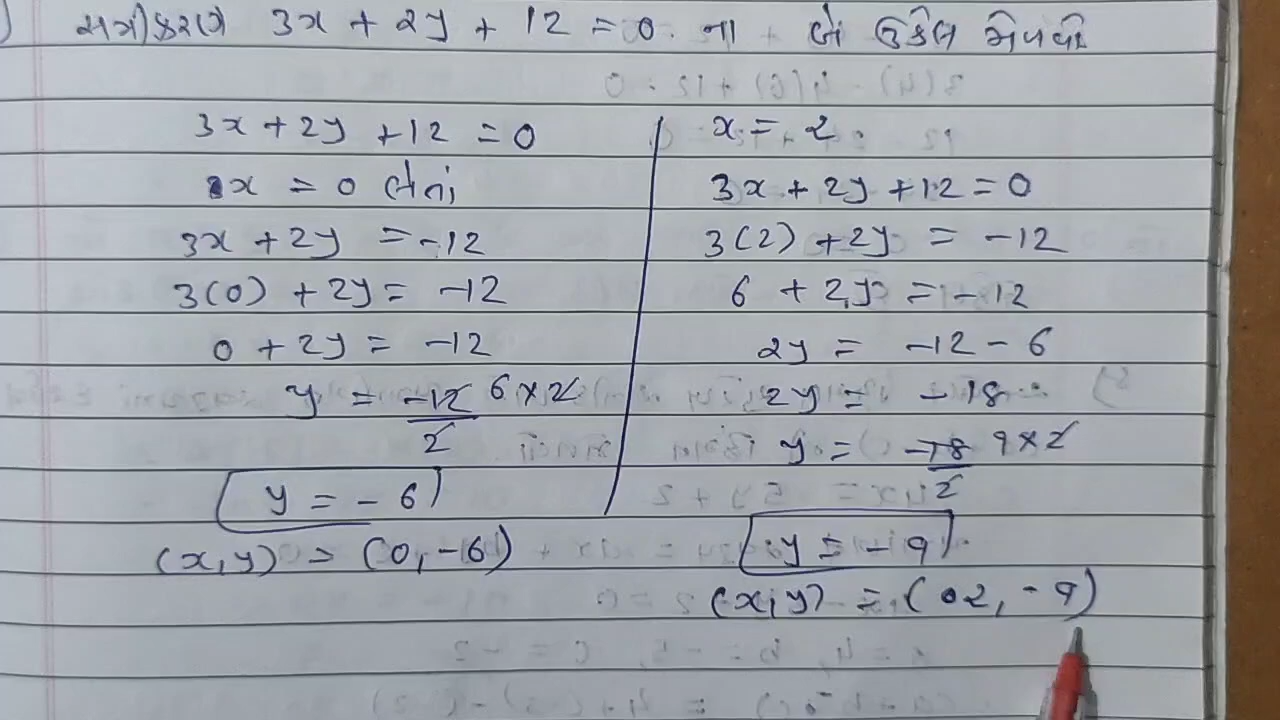 સમીકરણ 3x + 2y + 12 = 0 ના બે ઉકેલ મેળવો
3x + 2y + 12 = 0
x = 0 લેતાં
3x + 2y = -12
3(0) + 2y = -12
0 + 2y = -12
y = -12/2 6 x 2
y = - 6
(x, y) = (0, -6)
x = 2
3x + 2y + 12 = 0
3(2) + 2y = -12
6 + 2y = -12
2y = -12 - 6
2y = - 18
y = -18/2 9 x 2
y = - 9
(x, y) = (02, -9)